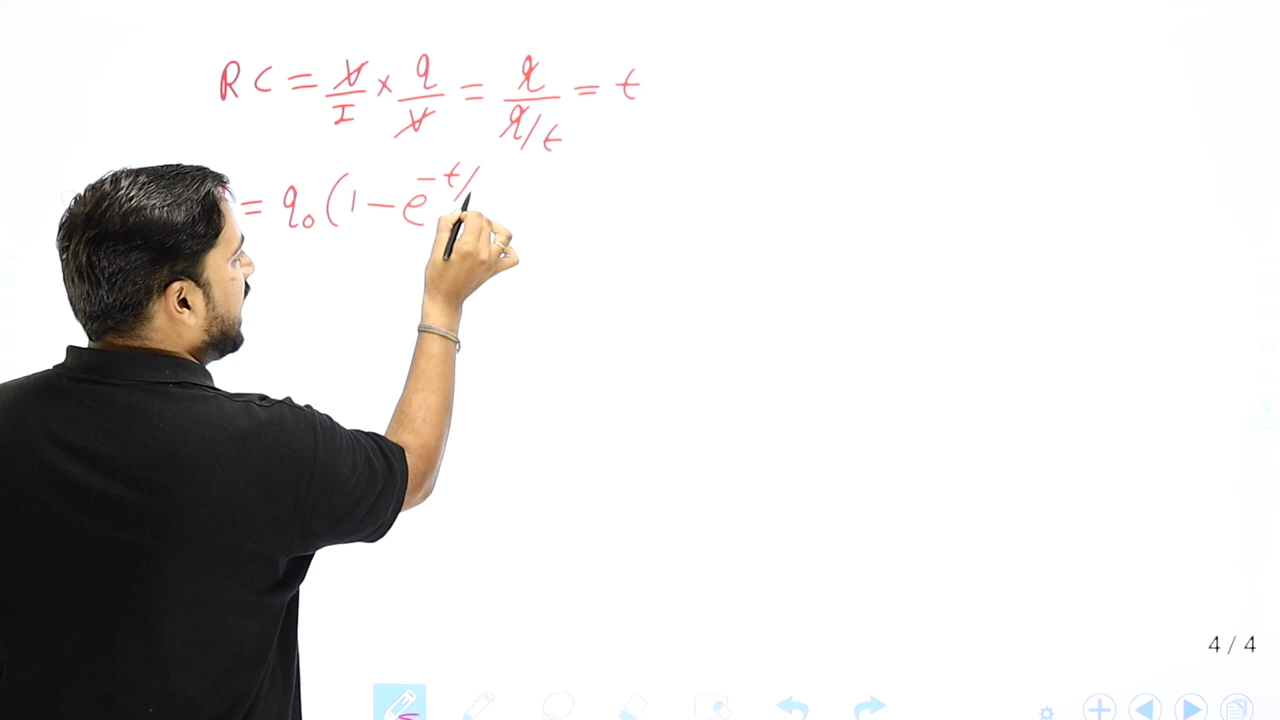 RC = V/I × q/V = q/q/t = t
= q₀ (1 – e^-t/
4 / 4